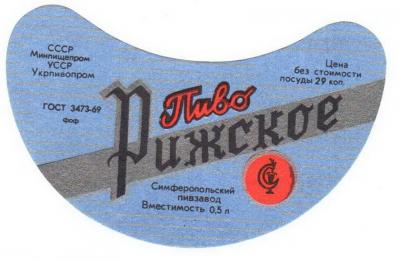 СССР
Минпищепром
УССР
Укрпивопром
ГОСТ 3473-69
Цена
без стоимости
посуды 29 коп.
Пиво
Рижское
Симферопольский
пивзавод
Вместимость 0,5 л